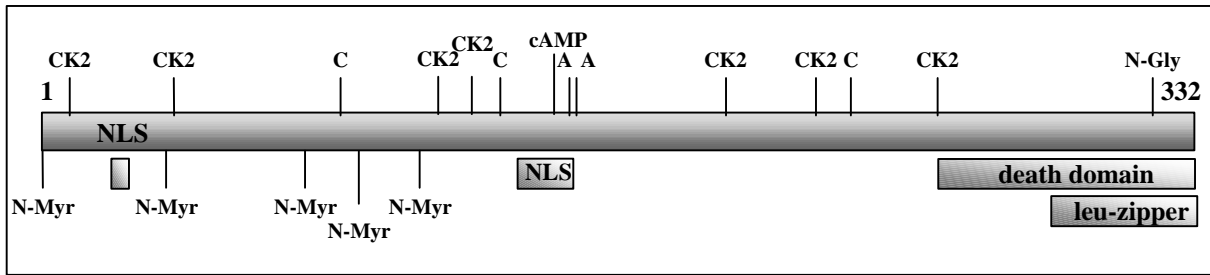 cAMP
CK2
CK2 CK2 C CK2 C A A CK2 CK2 C CK2 N-Gly
1 332
NLS
NLS death domain
N-Myr N-Myr N-Myr N-Myr leu-zipper
N-Myr